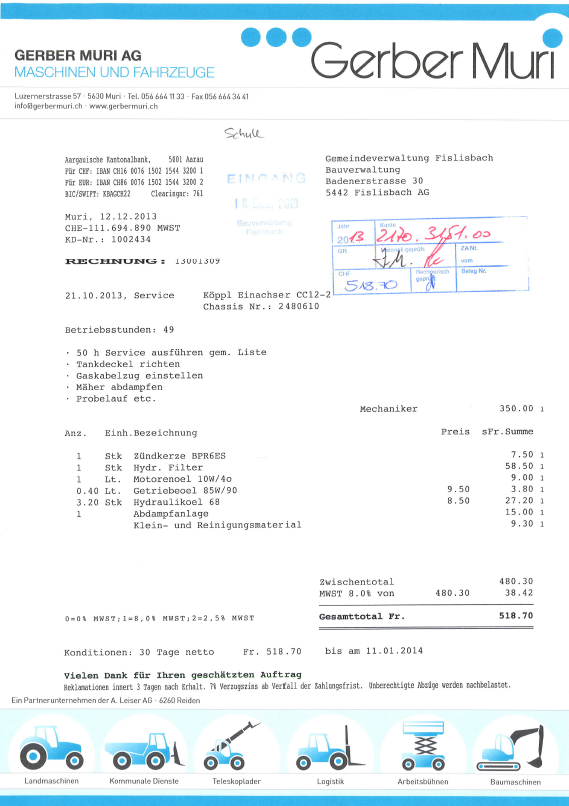 GERBER MURI AG
MASCHINEN UND FAHRZEUGE
Gerber Muri
Luzernerstrasse 57 · 5630 Muri · Tel. 056 664 11 33 · Fax 056 664 34 41
info@gerbermuri.ch · www.gerbermuri.ch
Schule
Aargauische Kantonalbank, 5001 Aarau
Für CHF: IBAN CH16 0076 1502 1544 3200 1
Für EUR: IBAN CH86 0076 1502 1544 3200 2
BIC/SWIFT: KBAGCH22 Clearingnr: 761
EINGANG
2013
Bauverwaltung
Fislisbach
Gemeindeverwaltung Fislisbach
Bauverwaltung
Badenerstrasse 30
5442 Fislisbach AG
Muri, 12.12.2013
CHE-111.694.890 MWST
KD-Nr.: 1002434
Jahr
2013
Konto
2170.3151.00
GR
Materiell geprüft
ZA Nr.
vom
CHF
518.70
Rechnerisch geprüft
Beleg Nr.
RECHNUNG: 13001309
21.10.2013, Service Köppl Einachser CC12-2
Chassis Nr.: 2480610
Betriebsstunden: 49
· 50 h Service ausführen gem. Liste
· Tankdeckel richten
· Gaskabelzug einstellen
· Mäher abdampfen
· Probelauf etc.
Mechaniker 350.00 1
Anz. Einh. Bezeichnung Preis sFr.Summe
1 Stk Zündkerze BPR6ES 7.50 1
1 Stk Hydr. Filter 58.50 1
1 Lt. Motorenoel 10W/4o 9.00 1
0.40 Lt. Getriebeoel 85W/90 9.50 3.80 1
3.20 Stk Hydraulikoel 68 8.50 27.20 1
1 Abdampfanlage 15.00 1
Klein- und Reinigungsmaterial 9.30 1
Zwischentotal 480.30
MWST 8.0% von 480.30 38.42
0=0% MWST;1=8,0% MWST;2=2,5% MWST
Gesamttotal Fr. 518.70
Konditionen: 30 Tage netto Fr. 518.70 bis am 11.01.2014
Vielen Dank für Ihren geschätzten Auftrag
Reklamationen innert 3 Tagen nach Erhalt. 7% Verzugszins ab Verfall der Zahlungsfrist. Unberechtigte Abzüge werden nachbelastet.
Ein Partnerunternehmen der A. Leiser AG · 6260 Reiden
Landmaschinen
Kommunale Dienste
Teleskoplader
Logistik
Arbeitsbühnen
Baumaschinen